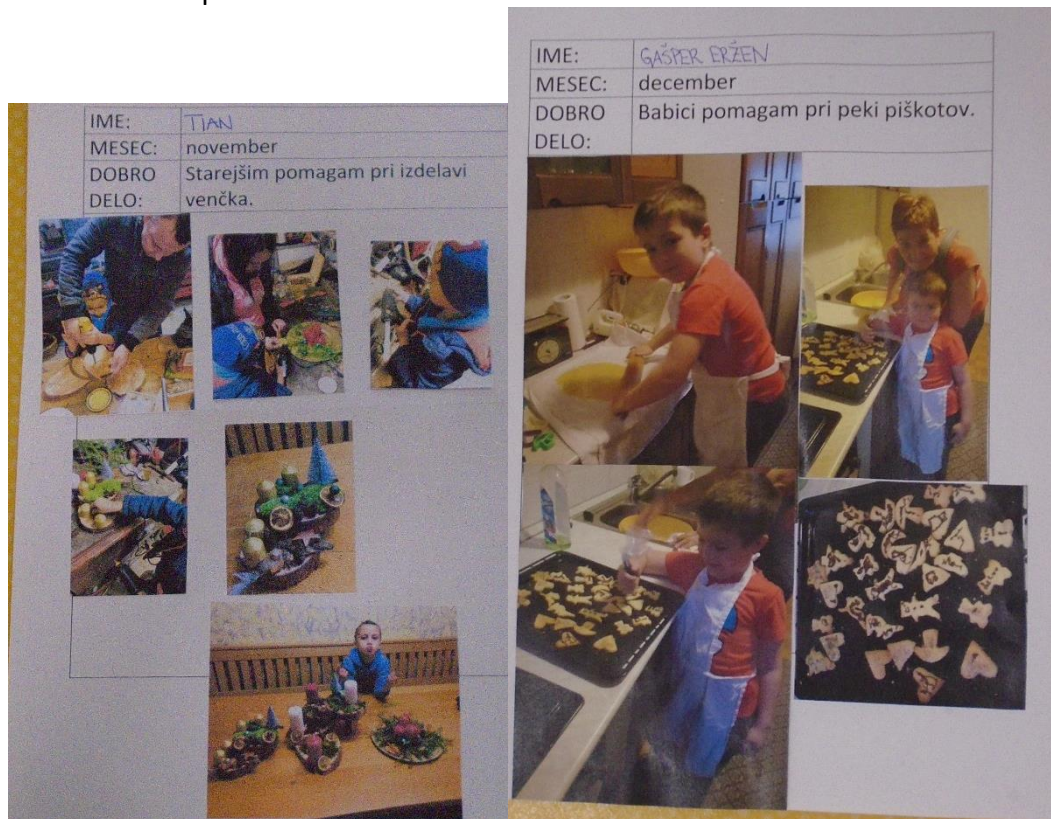 IME: TIAN
MESEC: november
DOBRO DELO: Starejšim pomagam pri izdelavi
venčka.
IME: GAŠPER ERŽEN
MESEC: december
DOBRO DELO: Babici pomagam pri peki piškotov.